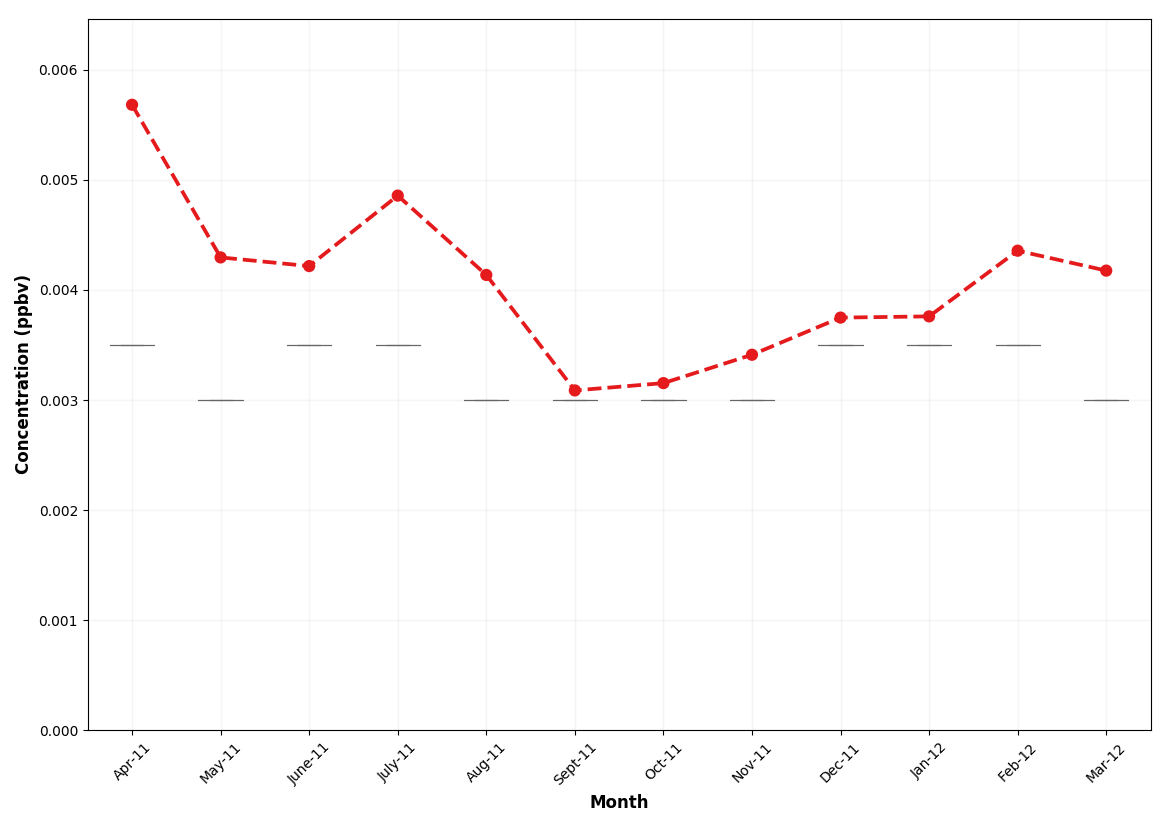 Concentration (ppbv)
0.006
0.005
0.004
0.003
0.002
0.001
0.000
Apr-11
May-11
June-11
July-11
Aug-11
Sept-11
Oct-11
Nov-11
Dec-11
Jan-12
Feb-12
Mar-12
Month